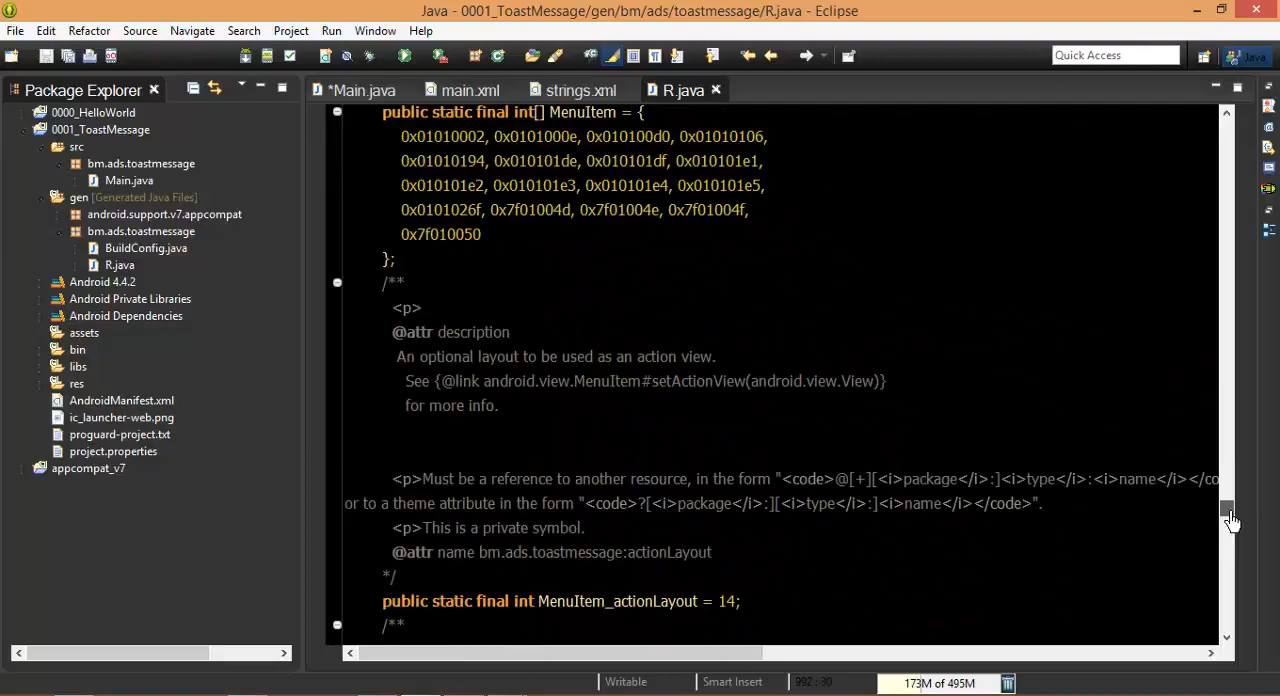 Java - 0001_ToastMessage/gen/bm/ads/toastmessage/R.java - Eclipse
File Edit Refactor Source Navigate Search Project Run Window Help
Quick Access
Java
Package Explorer
*Main.java
main.xml
strings.xml
R.java
0000_HelloWorld
0001_ToastMessage
src
bm.ads.toastmessage
Main.java
gen [Generated Java Files]
android.support.v7.appcompat
bm.ads.toastmessage
BuildConfig.java
R.java
Android 4.4.2
Android Private Libraries
Android Dependencies
assets
bin
libs
res
AndroidManifest.xml
ic_launcher-web.png
proguard-project.txt
project.properties
appcompat_v7
public static final int[] MenuItem = {
0x01010002, 0x0101000e, 0x010100d0, 0x01010106,
0x01010194, 0x010101de, 0x010101df, 0x010101e1,
0x010101e2, 0x010101e3, 0x010101e4, 0x010101e5,
0x0101026f, 0x7f01004d, 0x7f01004e, 0x7f01004f,
0x7f010050
};
/**
<p>
@attr description
An optional layout to be used as an action view.
See {@link android.view.MenuItem#setActionView(android.view.View)}
for more info.
<p>Must be a reference to another resource, in the form "<code>@[+][<i>package</i>:]<i>type</i>:<i>name</i></co
or to a theme attribute in the form "<code>?[<i>package</i>:][<i>type</i>:]<i>name</i></code>".
<p>This is a private symbol.
@attr name bm.ads.toastmessage:actionLayout
*/
public static final int MenuItem_actionLayout = 14;
/**
Writable
Smart Insert
992 : 30
173M of 495M